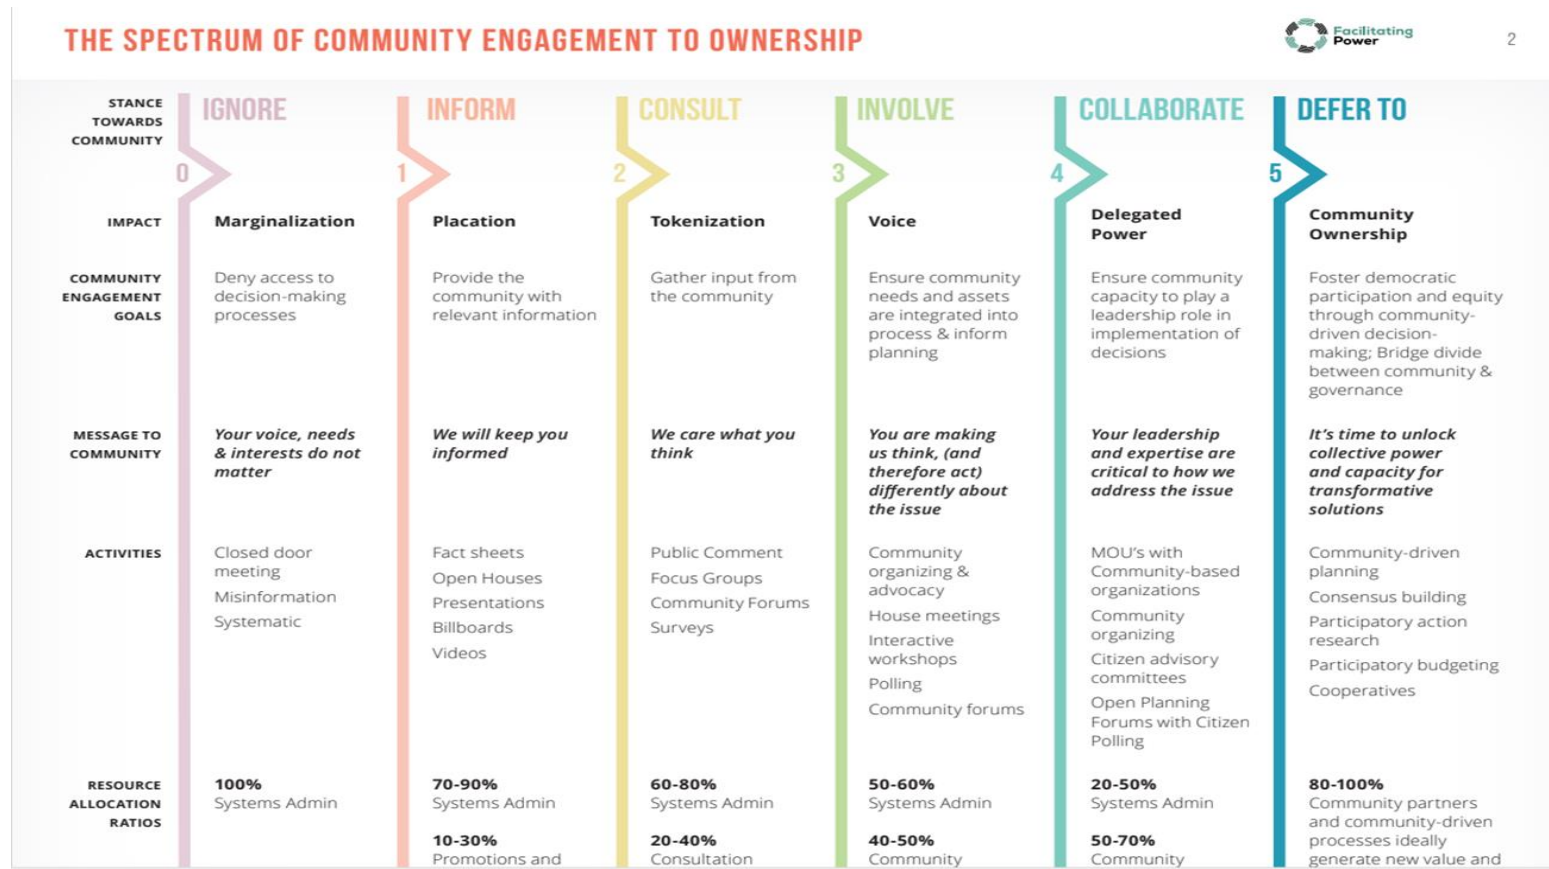 THE SPECTRUM OF COMMUNITY ENGAGEMENT TO OWNERSHIP
Facilitating
Power
2
STANCE
TOWARDS
COMMUNITY
IGNORE
INFORM
CONSULT
INVOLVE
COLLABORATE
DEFER TO
0
1
2
3
4
5
IMPACT
Marginalization
Placation
Tokenization
Voice
Delegated
Power
Community
Ownership
COMMUNITY
ENGAGEMENT
GOALS
Deny access to
decision-making
processes
Provide the
community with
relevant information
Gather input from
the community
Ensure community
needs and assets
are integrated into
process & inform
planning
Ensure community
capacity to play a
leadership role in
implementation of
decisions
Foster democratic
participation and equity
through community-
driven decision-
making; Bridge divide
between community &
governance
MESSAGE TO
COMMUNITY
Your voice, needs
& interests do not
matter
We will keep you
informed
We care what you
think
You are making
us think, (and
therefore act)
differently about
the issue
Your leadership
and expertise are
critical to how we
address the issue
It's time to unlock
collective power
and capacity for
transformative
solutions
ACTIVITIES
Closed door
meeting
Misinformation
Systematic
Fact sheets
Open Houses
Presentations
Billboards
Videos
Public Comment
Focus Groups
Community Forums
Surveys
Community
organizing &
advocacy
House meetings
Interactive
workshops
Polling
Community forums
MOU's with
Community-based
organizations
Community
organizing
Citizen advisory
committees
Open Planning
Forums with Citizen
Polling
Community-driven
planning
Consensus building
Participatory action
research
Participatory budgeting
Cooperatives
RESOURCE
ALLOCATION
RATIOS
100%
Systems Admin
70-90%
Systems Admin
10-30%
Promotions and
60-80%
Systems Admin
20-40%
Consultation
50-60%
Systems Admin
40-50%
Community
20-50%
Systems Admin
50-70%
Community
80-100%
Community partners
and community-driven
processes ideally
generate new value and